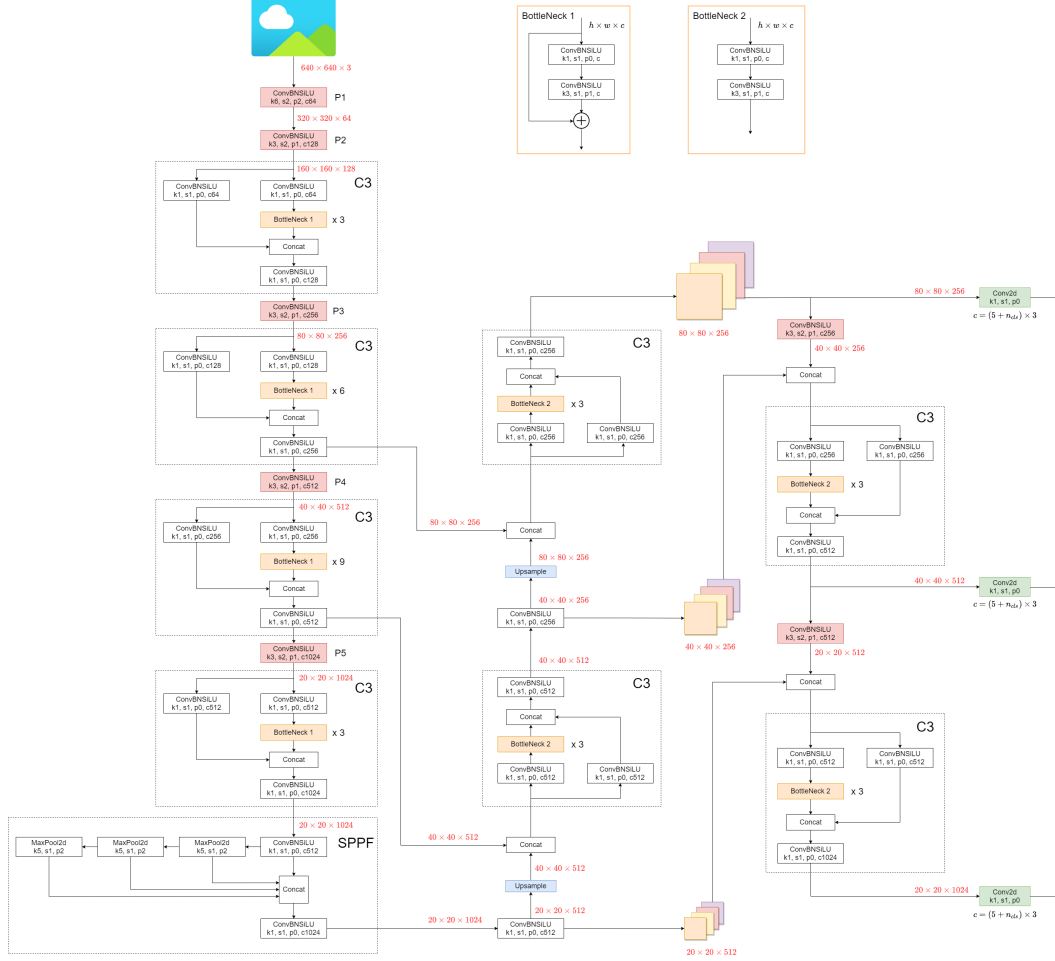 BottleNeck 1
h × w × c
ConvBNSiLU
k1, s1, p0, c
ConvBNSiLU
k3, s1, p1, c
BottleNeck 2
h × w × c
ConvBNSiLU
k1, s1, p0, c
ConvBNSiLU
k3, s1, p1, c
640 × 640 × 3
ConvBNSiLU
k6, s2, p2, c64
P1
320 × 320 × 64
ConvBNSiLU
k3, s2, p1, c128
P2
160 × 160 × 128
C3
ConvBNSiLU
k1, s1, p0, c64
ConvBNSiLU
k1, s1, p0, c64
BottleNeck 1
x 3
Concat
ConvBNSiLU
k1, s1, p0, c128
ConvBNSiLU
k3, s2, p1, c256
P3
80 × 80 × 256
C3
ConvBNSiLU
k1, s1, p0, c128
ConvBNSiLU
k1, s1, p0, c128
BottleNeck 1
x 6
Concat
ConvBNSiLU
k1, s1, p0, c256
ConvBNSiLU
k3, s2, p1, c512
P4
40 × 40 × 512
C3
ConvBNSiLU
k1, s1, p0, c256
ConvBNSiLU
k1, s1, p0, c256
BottleNeck 1
x 9
Concat
ConvBNSiLU
k1, s1, p0, c512
ConvBNSiLU
k3, s2, p1, c1024
P5
20 × 20 × 1024
C3
ConvBNSiLU
k1, s1, p0, c512
ConvBNSiLU
k1, s1, p0, c512
BottleNeck 1
x 3
Concat
ConvBNSiLU
k1, s1, p0, c1024
20 × 20 × 1024
SPPF
MaxPool2d
k5, s1, p2
MaxPool2d
k5, s1, p2
MaxPool2d
k5, s1, p2
ConvBNSiLU
k1, s1, p0, c512
Concat
ConvBNSiLU
k1, s1, p0, c1024
C3
ConvBNSiLU
k1, s1, p0, c256
Concat
BottleNeck 2
x 3
ConvBNSiLU
k1, s1, p0, c256
ConvBNSiLU
k1, s1, p0, c256
80 × 80 × 256
Concat
80 × 80 × 256
Upsample
40 × 40 × 256
ConvBNSiLU
k1, s1, p0, c256
40 × 40 × 512
C3
ConvBNSiLU
k1, s1, p0, c512
Concat
BottleNeck 2
x 3
ConvBNSiLU
k1, s1, p0, c512
ConvBNSiLU
k1, s1, p0, c512
40 × 40 × 512
Concat
40 × 40 × 512
Upsample
20 × 20 × 512
20 × 20 × 1024
ConvBNSiLU
k1, s1, p0, c512
80 × 80 × 256
40 × 40 × 256
20 × 20 × 512
80 × 80 × 256
Conv2d
k1, s1, p0
c = (5 + n_cls) × 3
ConvBNSiLU
k3, s2, p1, c256
40 × 40 × 256
Concat
C3
ConvBNSiLU
k1, s1, p0, c256
ConvBNSiLU
k1, s1, p0, c256
BottleNeck 2
x 3
Concat
ConvBNSiLU
k1, s1, p0, c512
40 × 40 × 512
Conv2d
k1, s1, p0
c = (5 + n_cls) × 3
ConvBNSiLU
k3, s2, p1, c512
20 × 20 × 512
Concat
C3
ConvBNSiLU
k1, s1, p0, c512
ConvBNSiLU
k1, s1, p0, c512
BottleNeck 2
x 3
Concat
ConvBNSiLU
k1, s1, p0, c1024
20 × 20 × 1024
Conv2d
k1, s1, p0
c = (5 + n_cls) × 3